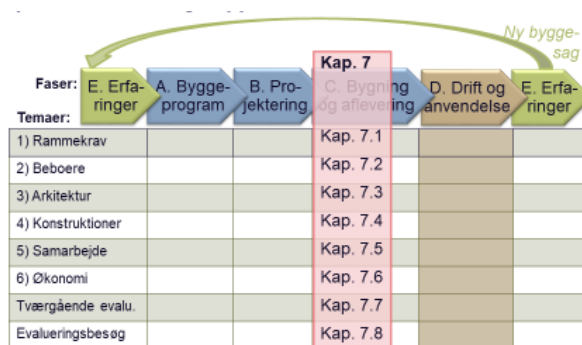 Ny bygge-
sag
Kap. 7
Faser:
E. Erfa-
ringer
A. Bygge-
program
B. Pro-
jektering
C. Bygning
og aflevering
D. Drift og
anvendelse
E. Erfa-
ringer
Temaer:
1) Rammekrav Kap. 7.1
2) Beboere Kap. 7.2
3) Arkitektur Kap. 7.3
4) Konstruktioner Kap. 7.4
5) Samarbejde Kap. 7.5
6) Økonomi Kap. 7.6
Tværgående evalu. Kap. 7.7
Evalueringsbesøg Kap. 7.8